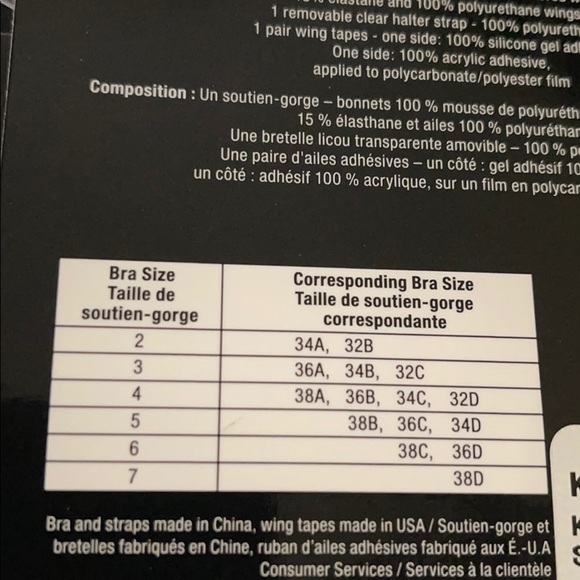 and 100% polyurethane wings
1 removable clear halter strap - 100%
1 pair wing tapes - one side: 100% silicone gel
One side: 100% acrylic adhesive,
applied to polycarbonate/polyester film
Composition : Un soutien-gorge – bonnets 100 % mousse de
15 % élasthane et ailes 100 %
Une bretelle licou transparente amovible – 100 %
Une paire d'ailes adhésives – un côté : gel adhésif
un côté : adhésif 100 % acrylique, sur un film en
Bra Size
Taille de
soutien-gorge
Corresponding Bra Size
Taille de soutien-gorge
correspondante
2 34A, 32B
3 36A, 34B, 32C
4 38A, 36B, 34C, 32D
5 38B, 36C, 34D
6 38C, 36D
7 38D
Bra and straps made in China, wing tapes made in USA / Soutien-gorge et
bretelles fabriqués en Chine, ruban d'ailes adhésives fabriqué aux É.-U.A
Consumer Services / Services à la clientèle